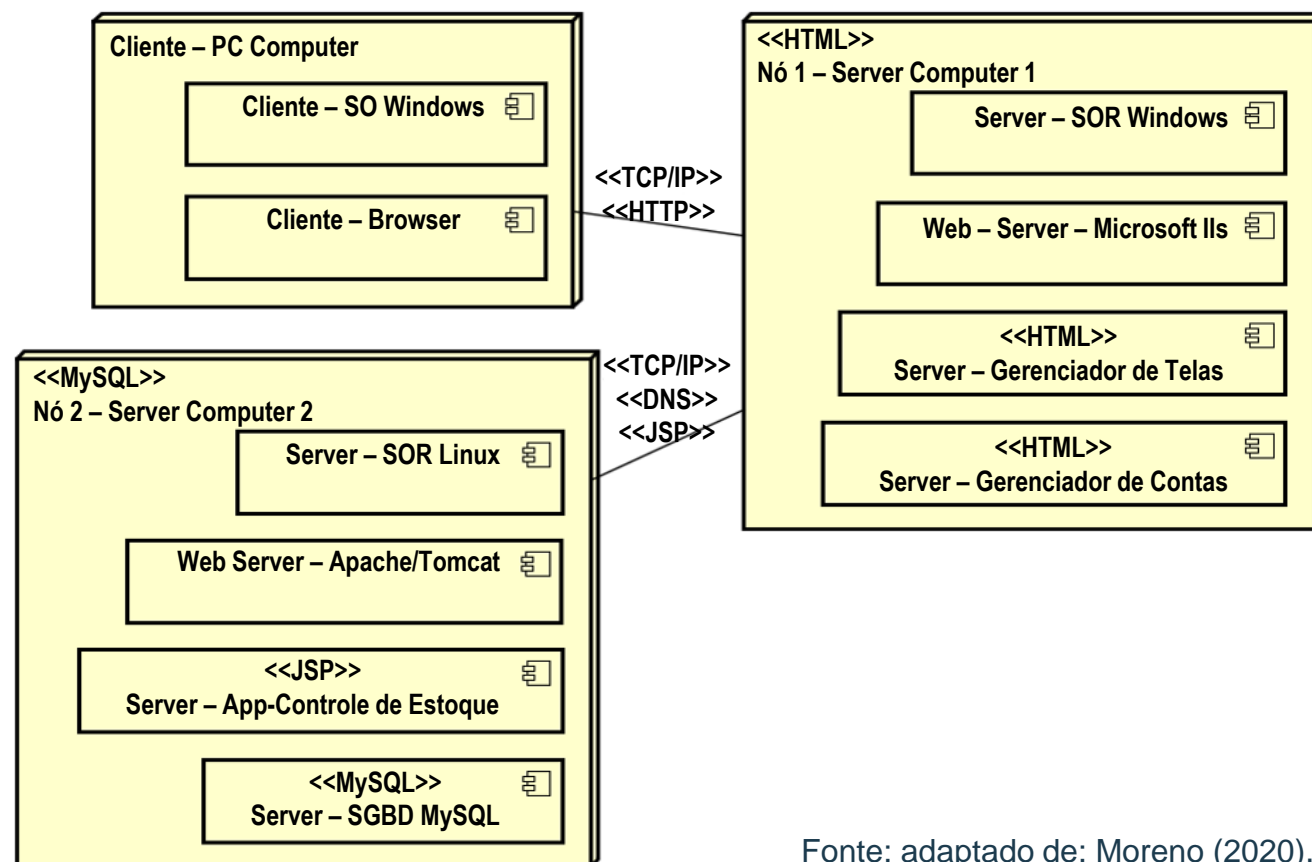 Cliente – PC Computer
Cliente – SO Windows
Cliente – Browser
<<TCP/IP>>
<<HTTP>>
<<HTML>>
Nó 1 – Server Computer 1
Server – SOR Windows
Web – Server – Microsoft IIs
<<HTML>>
Server – Gerenciador de Telas
<<HTML>>
Server – Gerenciador de Contas
<<TCP/IP>>
<<DNS>>
<<JSP>>
<<MySQL>>
Nó 2 – Server Computer 2
Server – SOR Linux
Web Server – Apache/Tomcat
<<JSP>>
Server – App-Controle de Estoque
<<MySQL>>
Server – SGBD MySQL
Fonte: adaptado de: Moreno (2020).